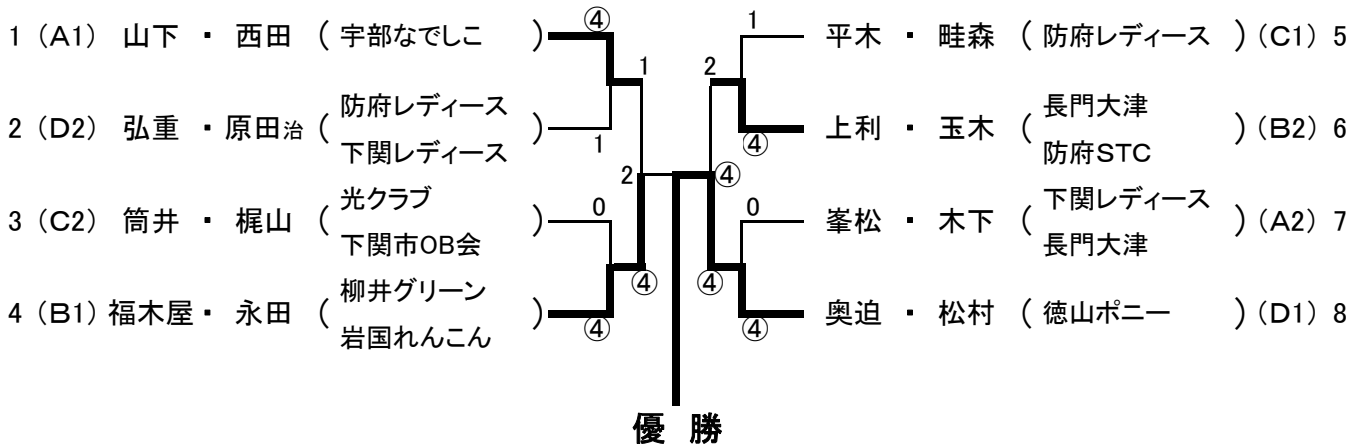 1 (A1) 山下 ・ 西田 ( 宇部なでしこ ) ④
2 (D2) 弘重 ・ 原田治 ( 防府レディース
下関レディース ) 1
1
3 (C2) 筒井 ・ 梶山 ( 光クラブ
下関市OB会 ) 0
4 (B1) 福木屋 ・ 永田 ( 柳井グリーン
岩国れんこん ) ④
④
2
④
1 平木 ・ 畦森 ( 防府レディース ) (C1) 5
2
④ 上利 ・ 玉木 ( 長門大津
防府STC ) (B2) 6
0 峯松 ・ 木下 ( 下関レディース
長門大津 ) (A2) 7
④
④ 奥迫 ・ 松村 ( 徳山ポニー ) (D1) 8
優 勝